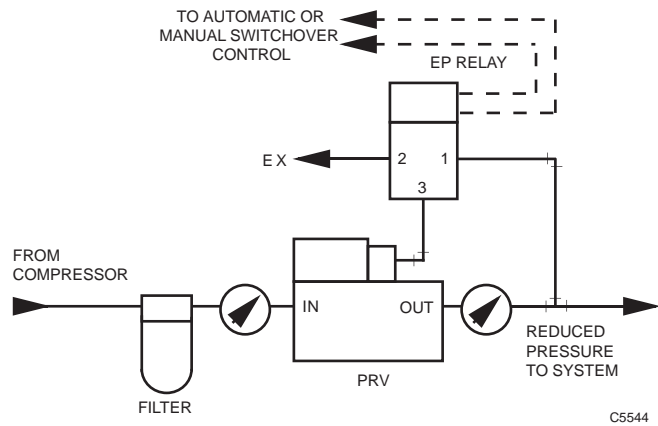 TO AUTOMATIC OR
MANUAL SWITCHOVER
CONTROL
EP RELAY
EX
2
1
3
FROM
COMPRESSOR
IN
OUT
REDUCED
PRESSURE
TO SYSTEM
PRV
FILTER
C5544